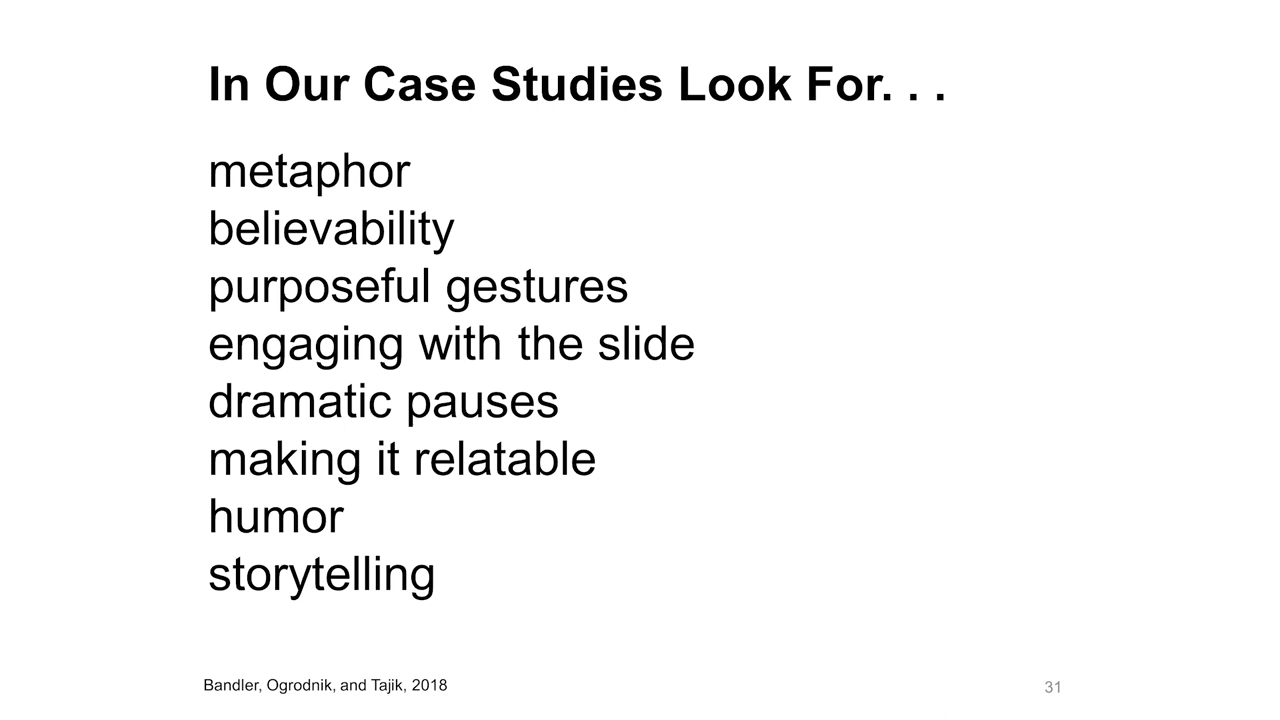 In Our Case Studies Look For. . .
metaphor
believability
purposeful gestures
engaging with the slide
dramatic pauses
making it relatable
humor
storytelling
Bandler, Ogrodnik, and Tajik, 2018
31